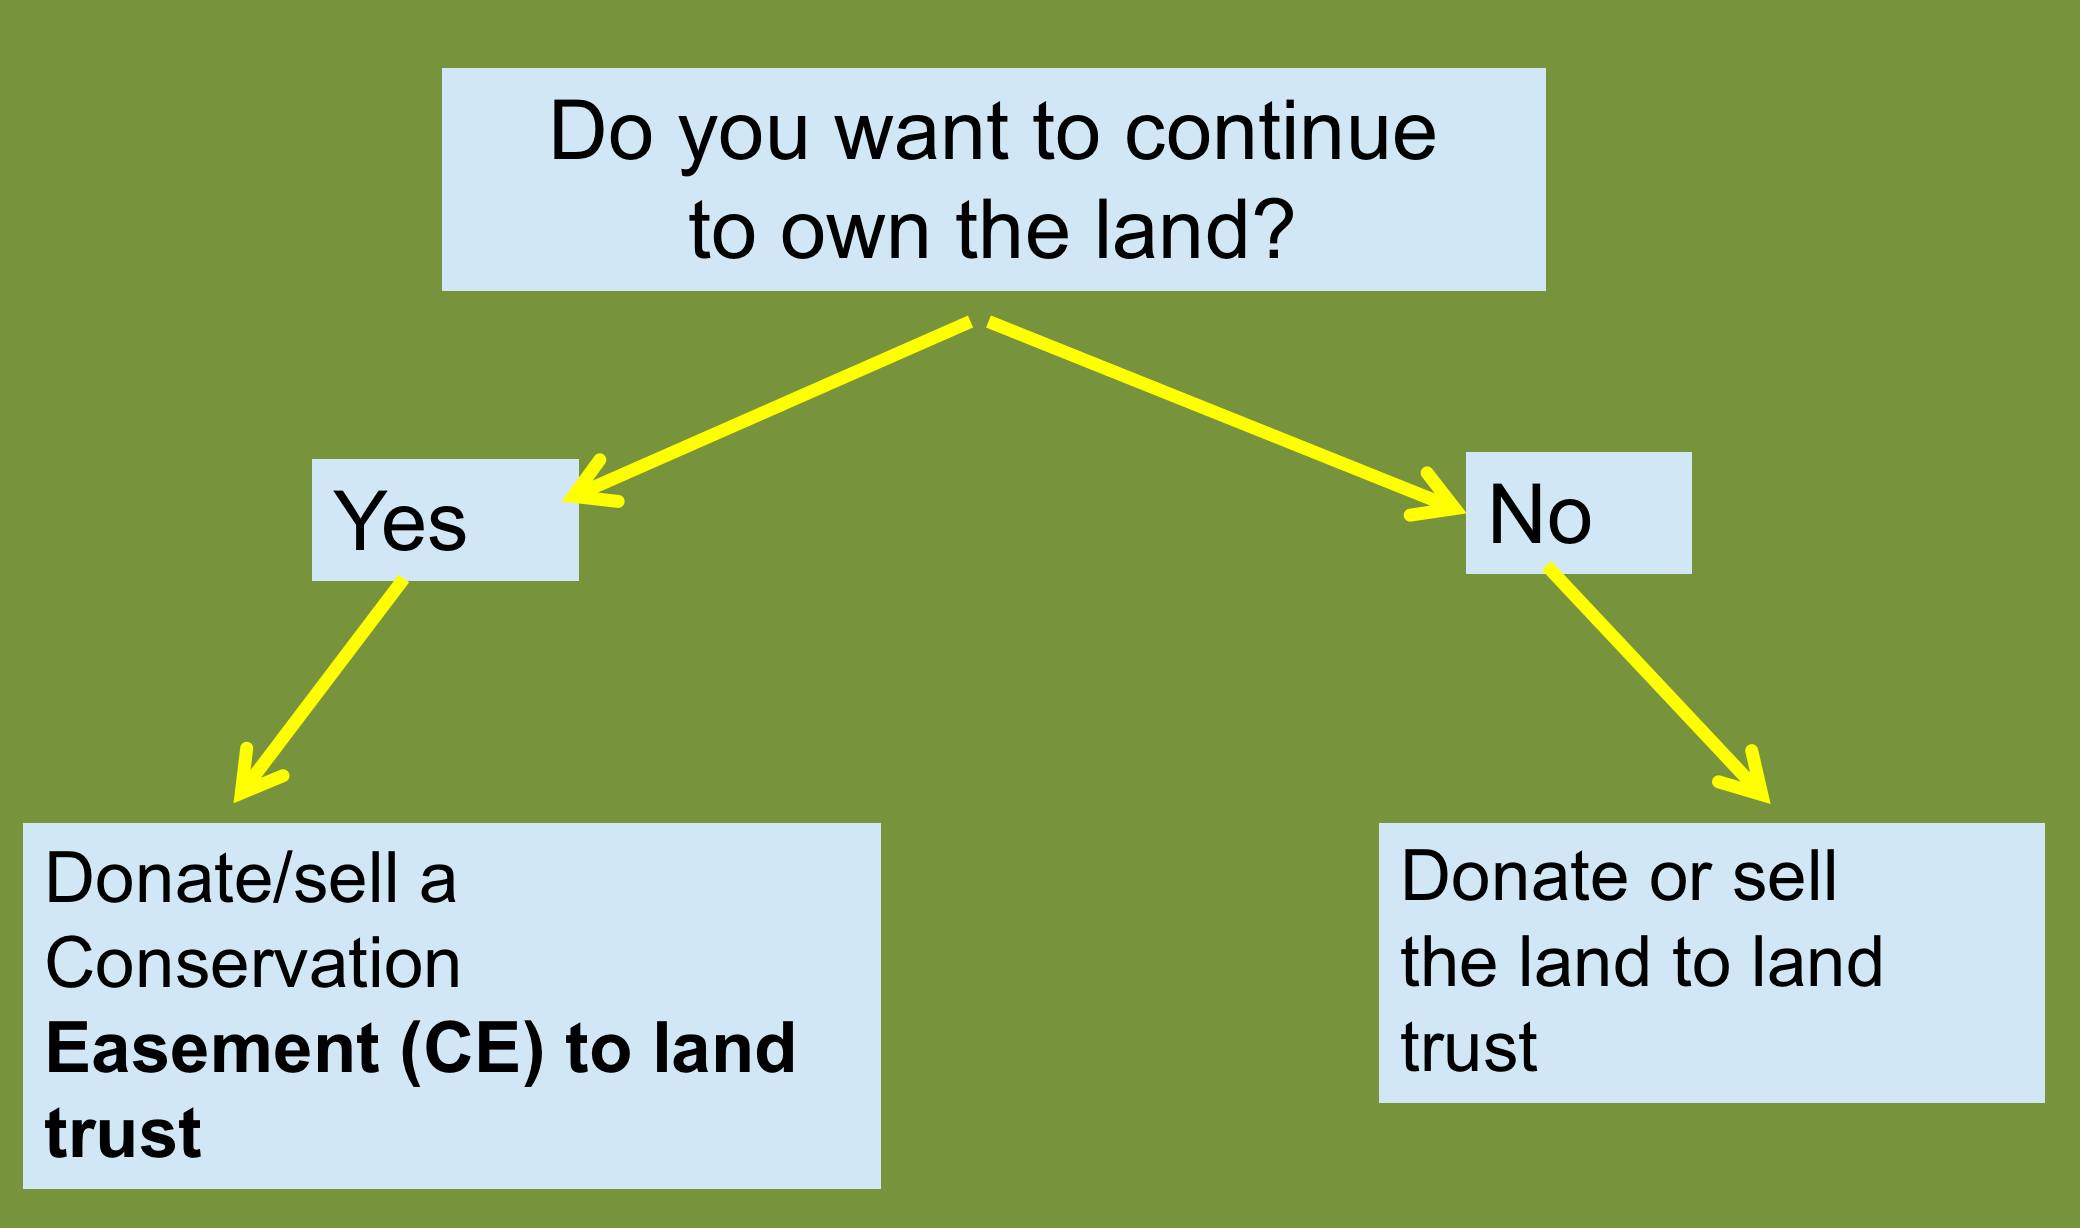 Do you want to continue
to own the land?
Yes
No
Donate/sell a
Conservation
Easement (CE) to land
trust
Donate or sell
the land to land
trust